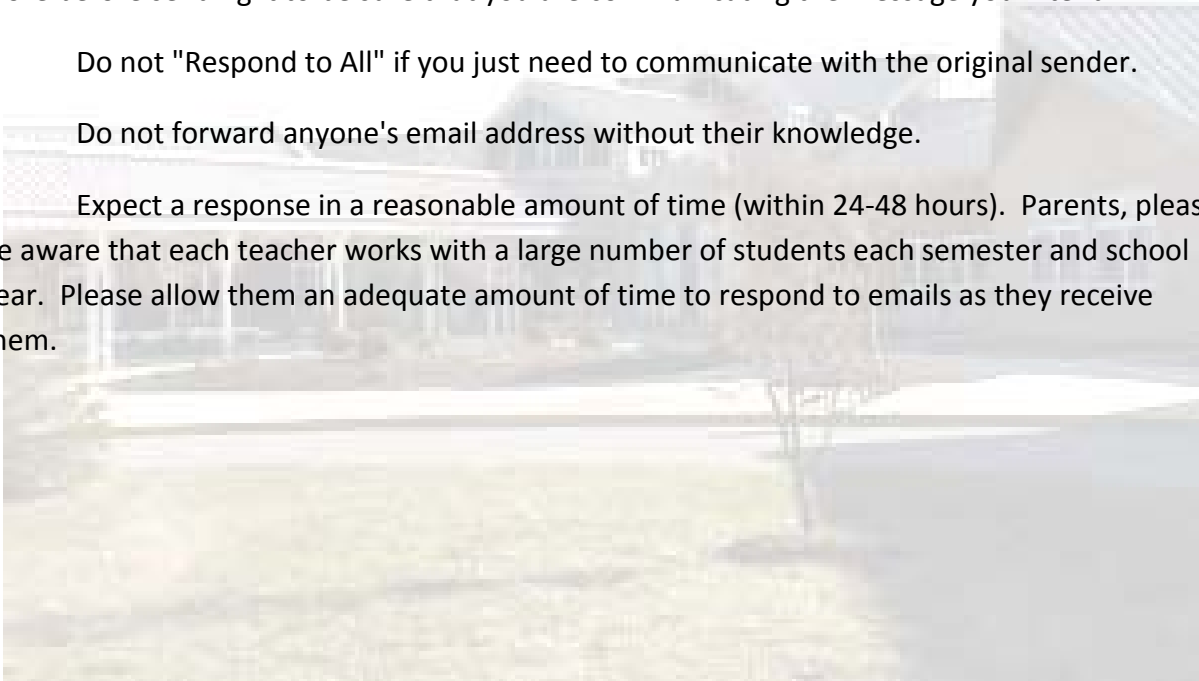 Do not "Respond to All" if you just need to communicate with the original sender.
Do not forward anyone's email address without their knowledge.
Expect a response in a reasonable amount of time (within 24-48 hours). Parents,
aware that each teacher works with a large number of students each semester and school
Please allow them an adequate amount of time to respond to emails as they receive